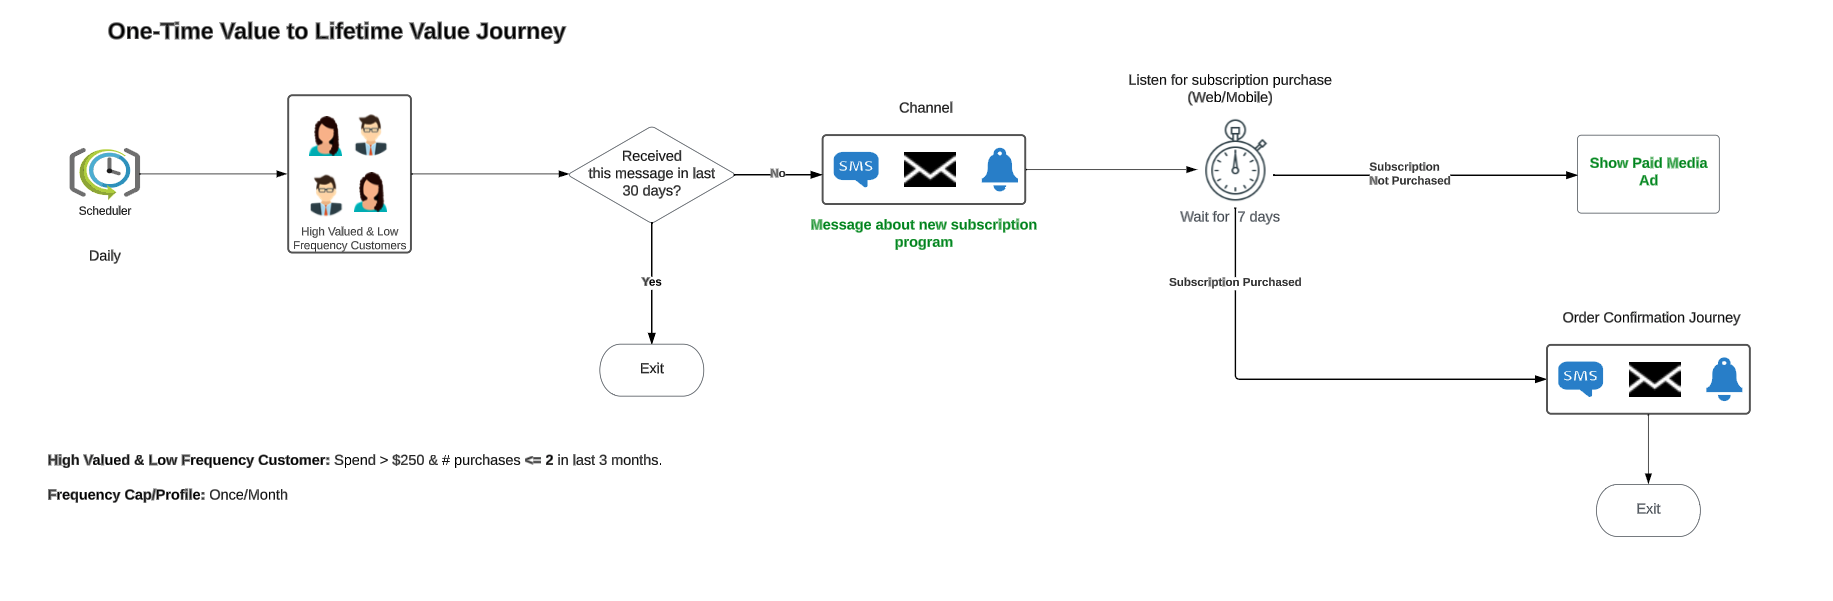 One-Time Value to Lifetime Value Journey
Scheduler
Daily
High Valued & Low
Frequency Customers
Received
this message in last
30 days?
No
Yes
Exit
Channel
SMS
Message about new subscription
program
Listen for subscription purchase
(Web/Mobile)
Wait for 7 days
Subscription
Not Purchased
Show Paid Media
Ad
Subscription Purchased
Order Confirmation Journey
SMS
Exit
High Valued & Low Frequency Customer: Spend > $250 & # purchases <= 2 in last 3 months.
Frequency Cap/Profile: Once/Month